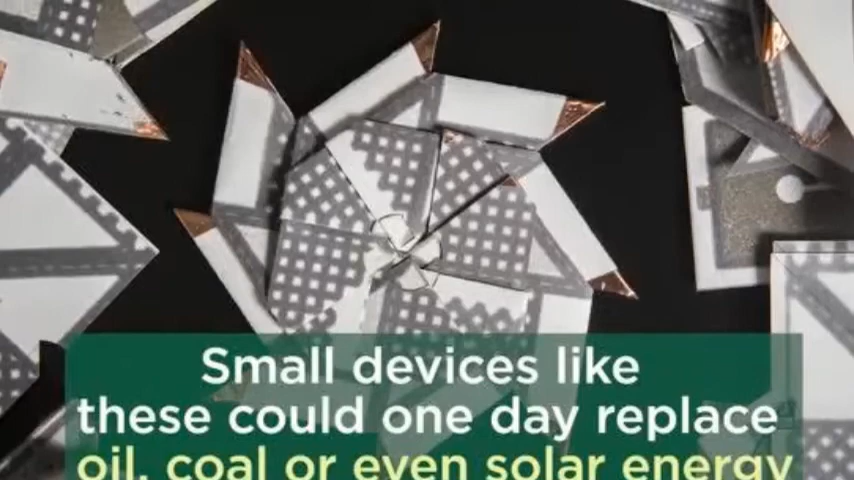 Small devices like
these could one day replace
oil, coal or even solar energy